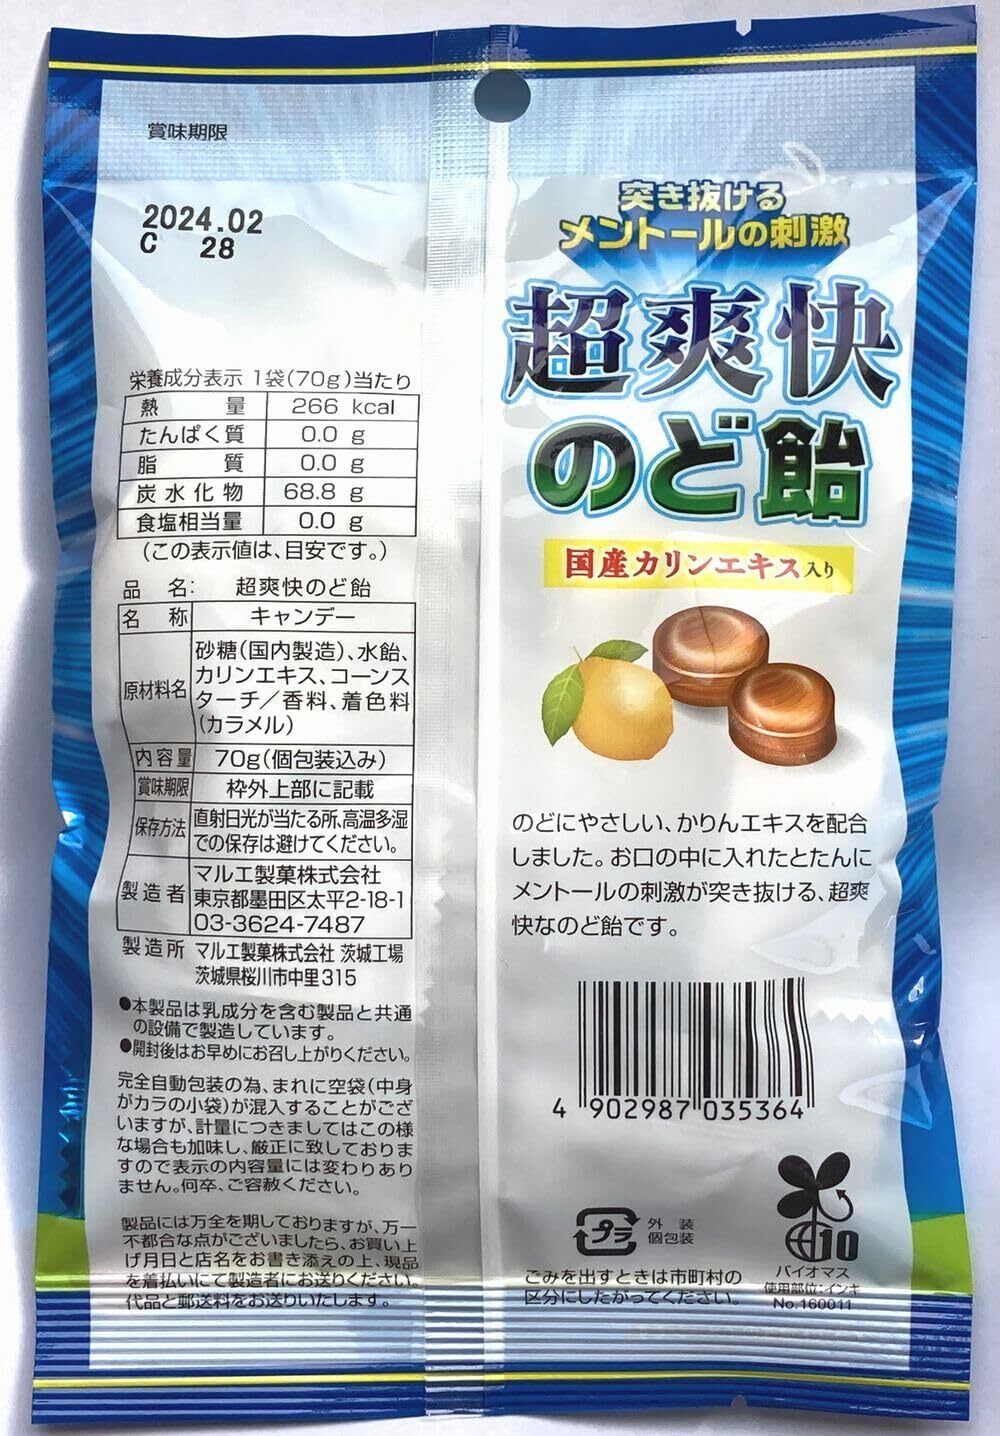 賞味期限
2024.02
C 28
栄養成分表示 1袋(70g)当たり
熱量 266 kcal
たんぱく質 0.0 g
脂質 0.0 g
炭水化物 68.8 g
食塩相当量 0.0 g
(この表示値は、目安です。)
品名: 超爽快のど飴
名称 キャンデー
原材料名 砂糖(国内製造)、水飴、
カリンエキス、コーンス
ターチ/香料、着色料
(カラメル)
内容量 70g(個包装込み)
賞味期限 枠外上部に記載
保存方法 直射日光が当たる所、高温多湿
での保存は避けてください。
製造者 マルエ製菓株式会社
東京都墨田区太平2-18-1
03-3624-7487
製造所 マルエ製菓株式会社 茨城工場
茨城県桜川市中里315
●本製品は乳成分を含む製品と共通
の設備で製造しています。
●開封後はお早めにお召し上がりください。
完全自動包装の為、まれに空袋(中身
がカラの小袋)が混入することがござ
いますが、計量につきましてはこの様
な場合も加味し、厳正に致しておりま
すので表示の内容量には変わりあり
ません。何卒、ご容赦ください。
製品には万全を期しておりますが、万一
不都合な点がございましたら、お買い上
げ月日と店名をお書き添えの上、現品
を着払いにて製造者にお送りください。
代品と郵送料をお送りいたします。
突き抜ける
メントールの刺激
超爽快
のど飴
国産カリンエキス入り
のどにやさしい、かりんエキスを配合
しました。お口の中に入れたとたんに
メントールの刺激が突き抜ける、超爽
快なのど飴です。
4 902987 035364
プラ
外装
個包装
ごみを出すときは市町村の
区分にしたがってください。
10
バイオマス
使用部位:インキ
No.160011